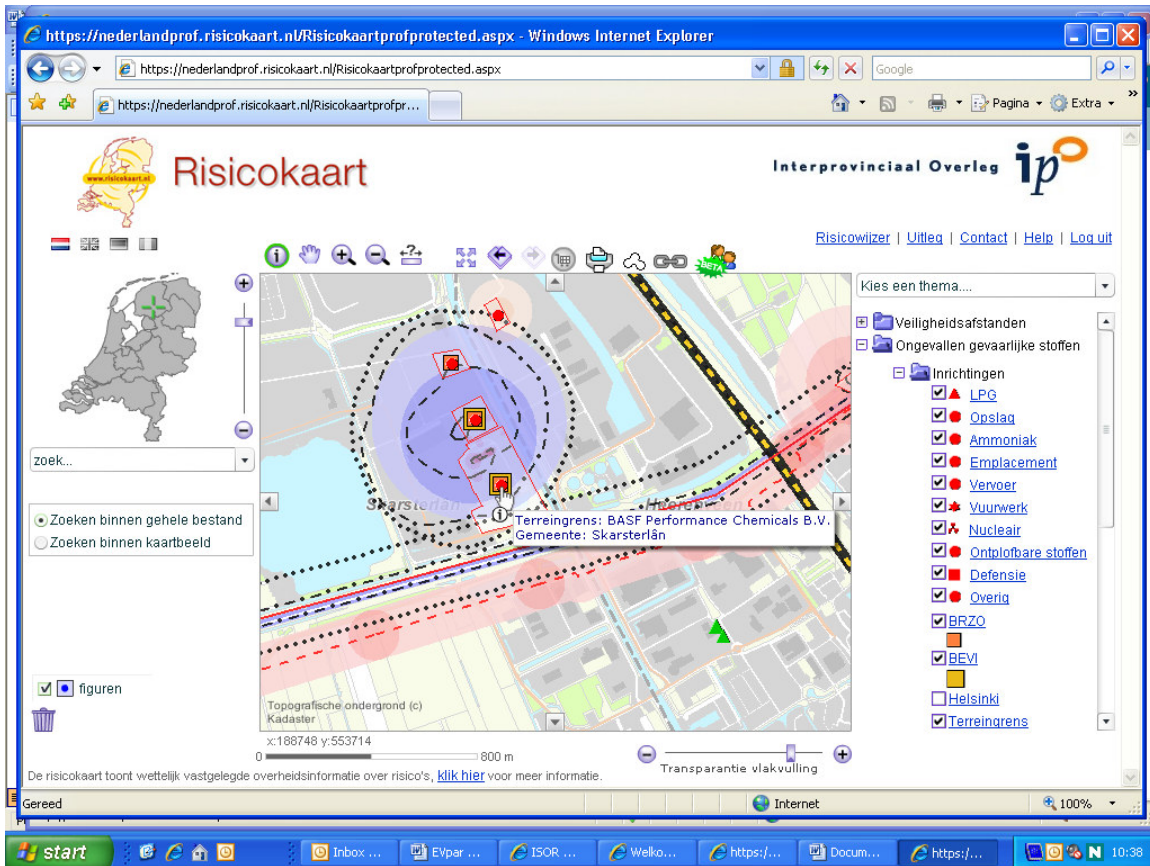 https://nederlandprof.risicokaart.nl/Risicokaartprofprotected.aspx - Windows Internet Explorer
https://nederlandprof.risicokaart.nl/Risicokaartprofprotected.aspx
Google
https://nederlandprof.risicokaart.nl/Risicokaartprofpr...
Pagina
Extra
»
www.risicokaart.nl
Risicokaart
Interprovinciaal Overleg
ipo
Risicowijzer | Uitleg | Contact | Help | Log uit
BETA
Kies een thema....
Veiligheidsafstanden
Ongevallen gevaarlijke stoffen
Inrichtingen
LPG
Opslag
Ammoniak
Emplacement
Vervoer
Vuurwerk
Nucleair
Ontplofbare stoffen
Defensie
Overig
BRZO
BEVI
Helsinki
Terreingrens
zoek...
Zoeken binnen gehele bestand
Zoeken binnen kaartbeeld
figuren
Skarsterlân
Heerenveen
Terreingrens: BASF Performance Chemicals B.V.
Gemeente: Skarsterlân
Topografische ondergrond (c)
Kadaster
x:188748 y:553714
0
800 m
Transparantie vlakvulling
De risicokaart toont wettelijk vastgelegde overheidsinformatie over risico's, klik hier voor meer informatie.
Gereed
Internet
100%
start
Inbox ...
EVpar ...
ISOR ...
Welko...
https:/...
Docum...
https:/...
10:38